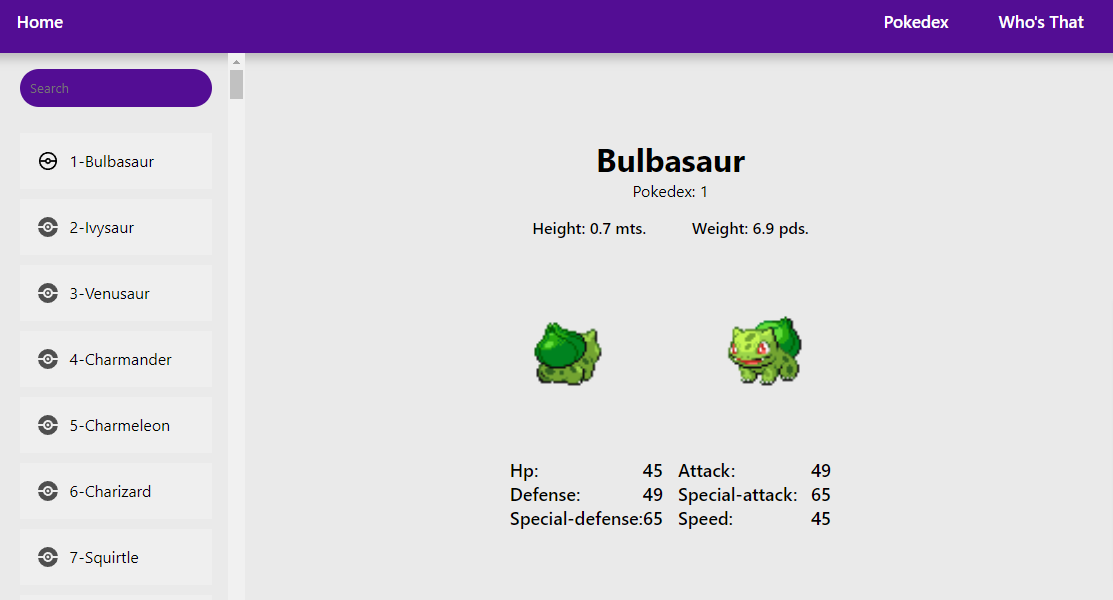 Home
Pokedex
Who's That
Search
1-Bulbasaur
2-Ivysaur
3-Venusaur
4-Charmander
5-Charmeleon
6-Charizard
7-Squirtle
Bulbasaur
Pokedex: 1
Height: 0.7 mts. Weight: 6.9 pds.
Hp: 45 Attack: 49
Defense: 49 Special-attack: 65
Special-defense:65 Speed: 45